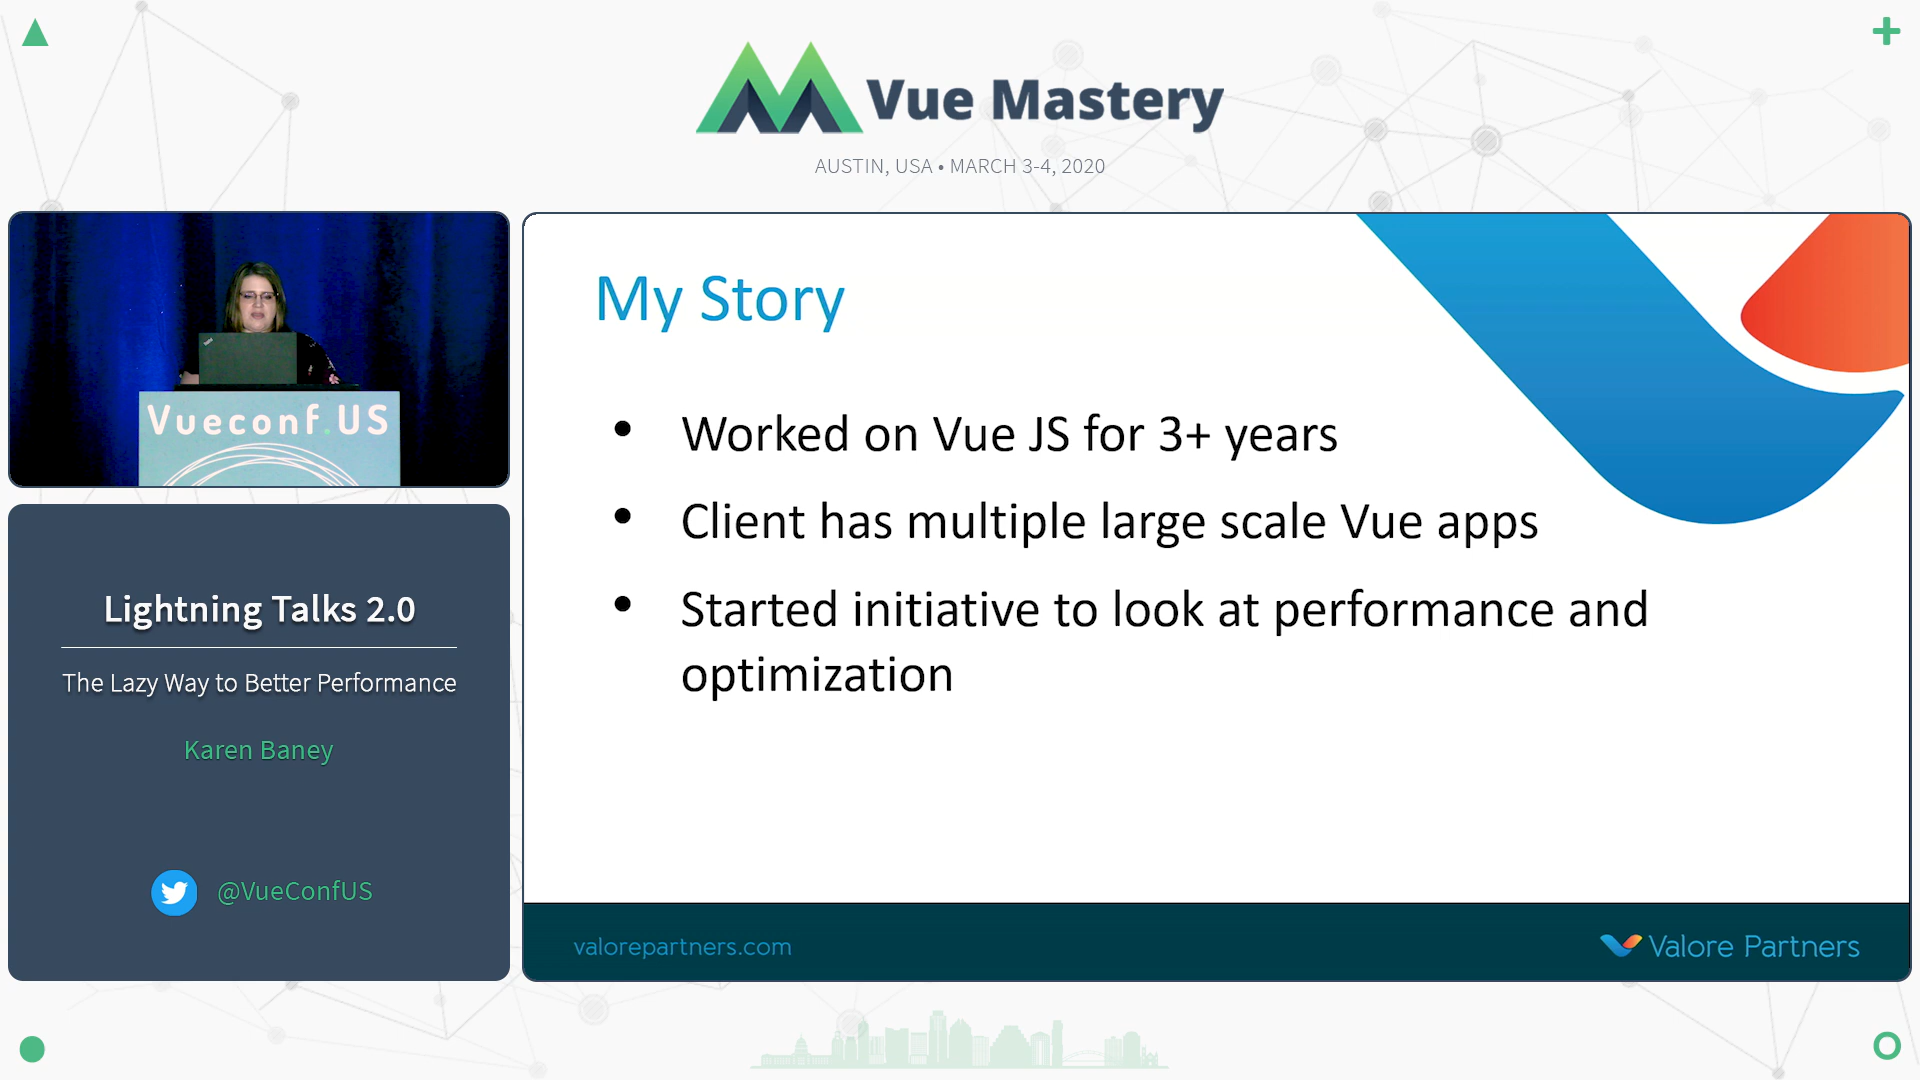 Vue Mastery
AUSTIN, USA • MARCH 3-4, 2020
Vueconf.US
Lightning Talks 2.0
The Lazy Way to Better Performance
Karen Baney
@VueConfUS
My Story
• Worked on Vue JS for 3+ years
• Client has multiple large scale Vue apps
• Started initiative to look at performance and
optimization
valorepartners.com
Valore Partners